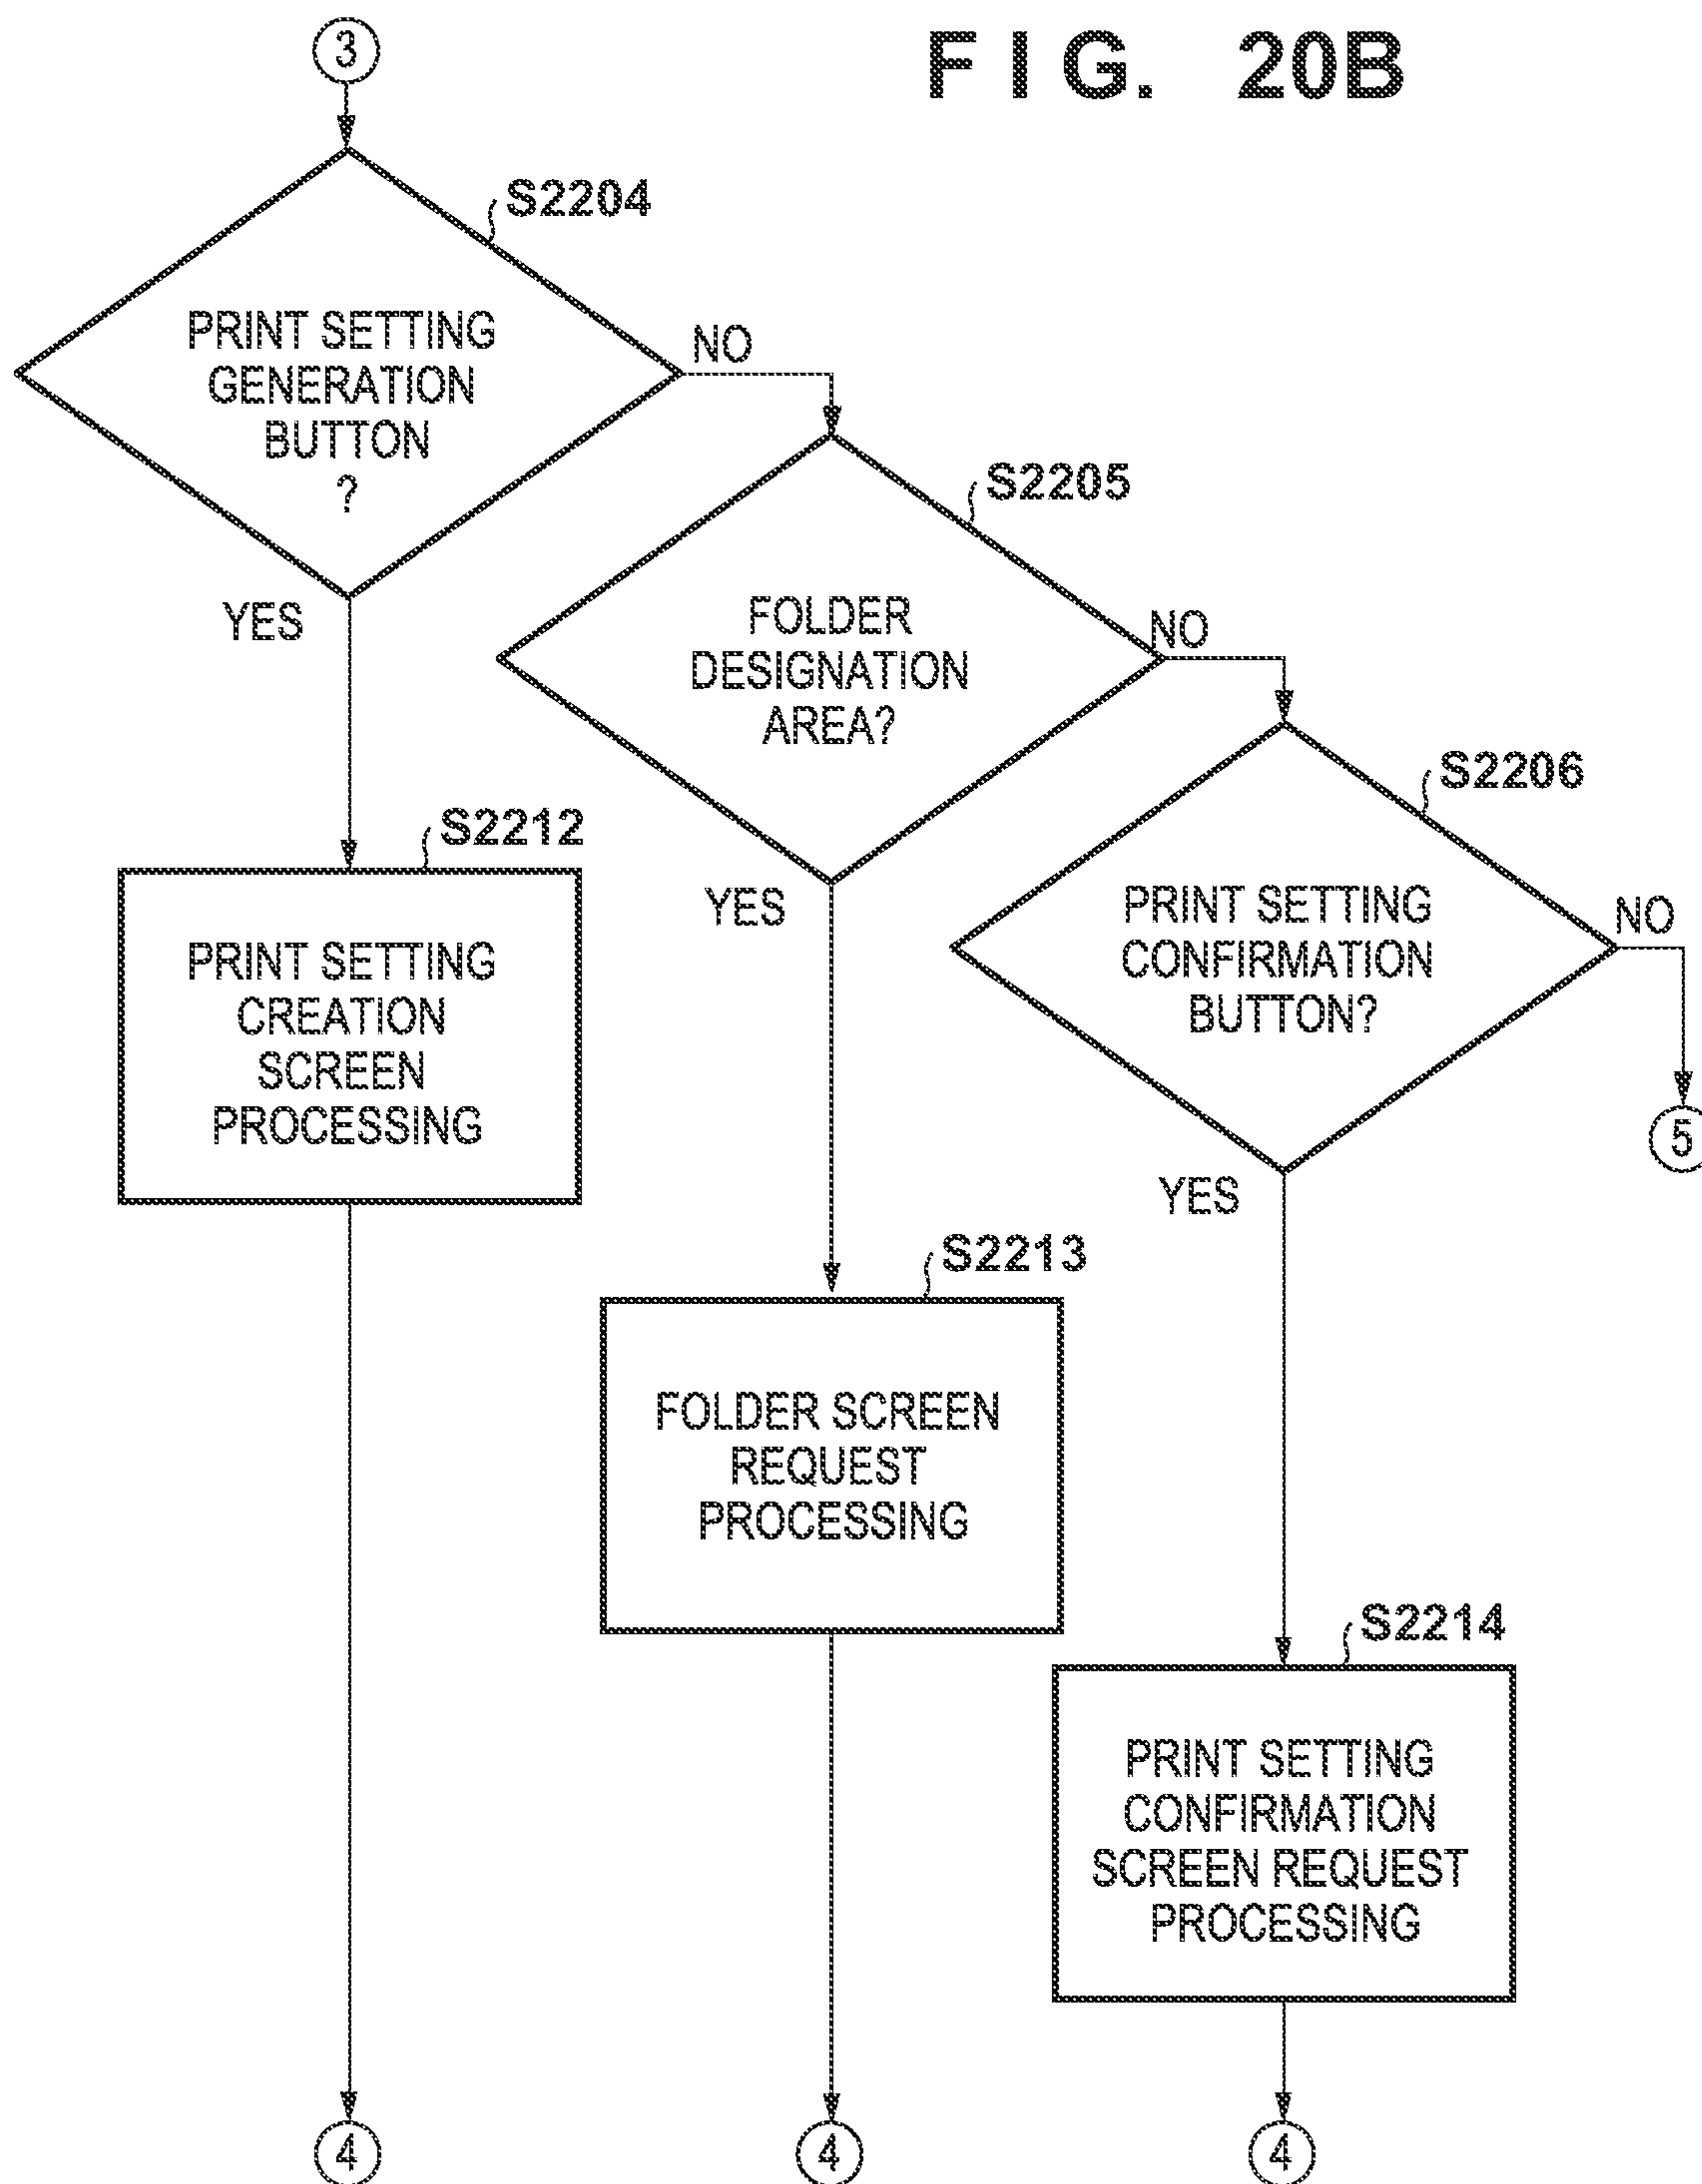 FIG. 20B
3
S2204
PRINT SETTING
GENERATION
BUTTON
?
NO
YES
S2205
FOLDER
DESIGNATION
AREA?
NO
YES
S2206
PRINT SETTING
CONFIRMATION
BUTTON?
NO
5
YES
S2212
PRINT SETTING
CREATION
SCREEN
PROCESSING
S2213
FOLDER SCREEN
REQUEST
PROCESSING
S2214
PRINT SETTING
CONFIRMATION
SCREEN REQUEST
PROCESSING
4
4
4